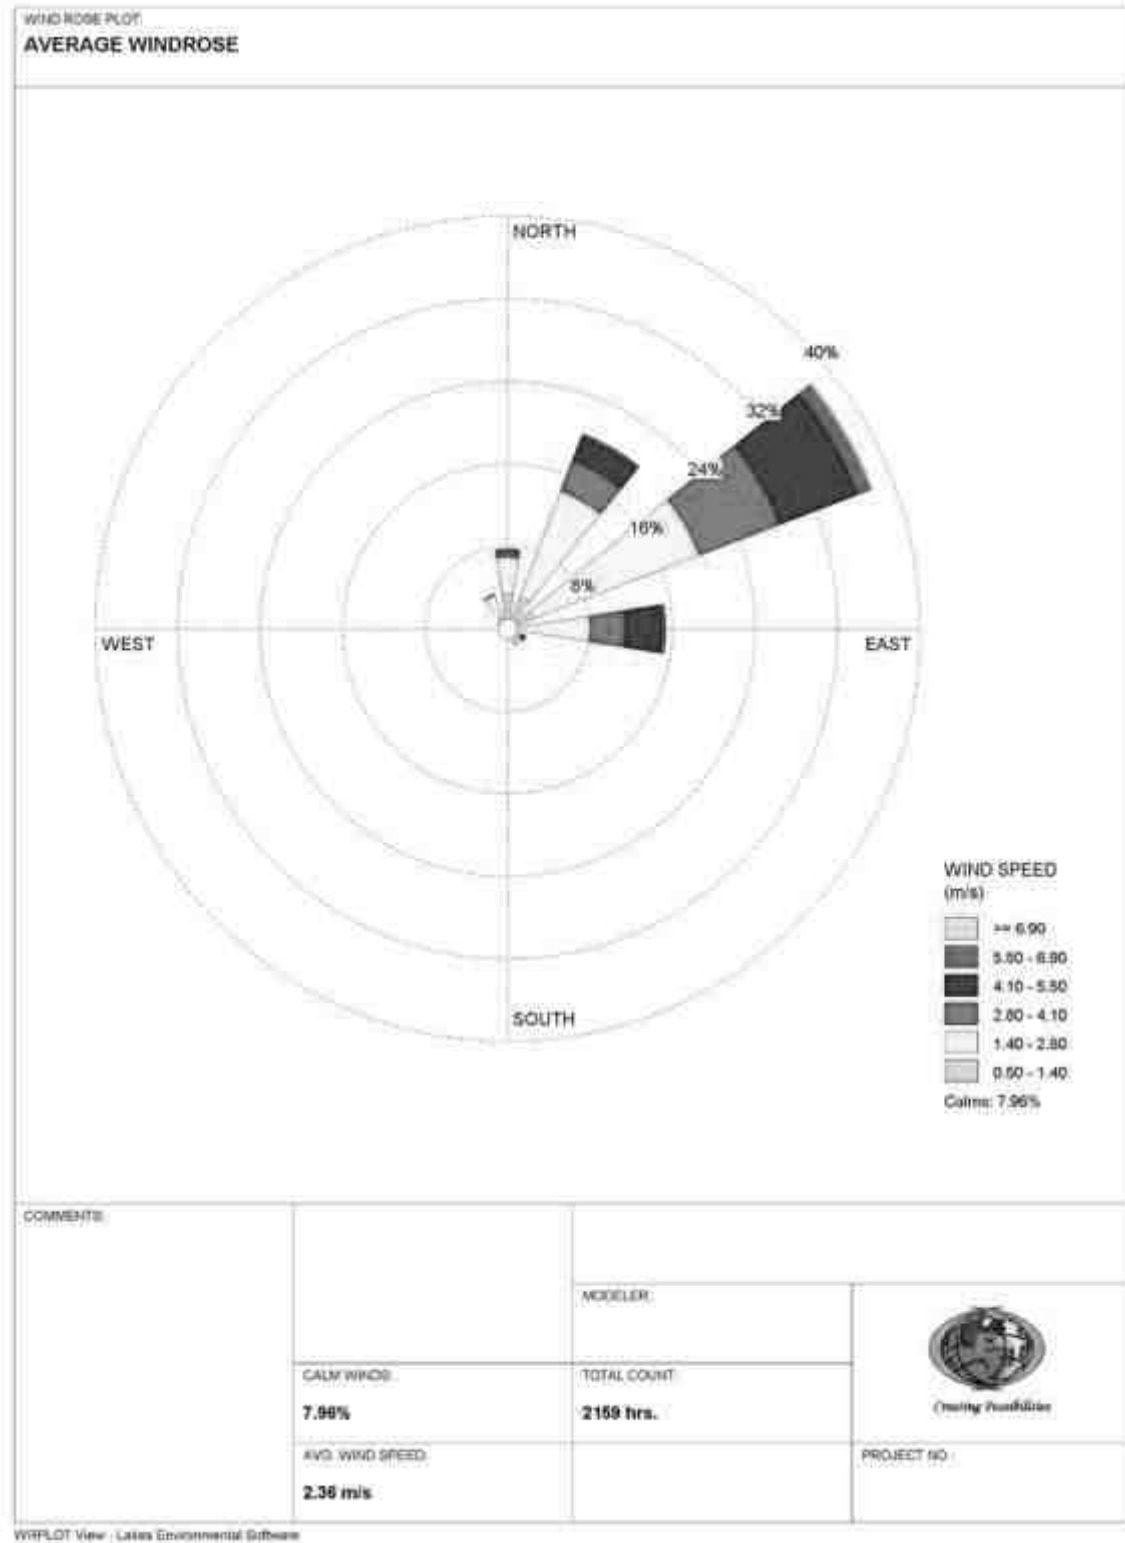 WIND ROSE PLOT:
AVERAGE WINDROSE
NORTH
40%
32%
24%
16%
8%
WEST
EAST
SOUTH
WIND SPEED
(m/s)
>= 6.90
5.50 - 6.90
4.10 - 5.50
2.80 - 4.10
1.40 - 2.80
0.50 - 1.40
Calms: 7.96%
COMMENTS:
MODELER:
CALM WINDS:
TOTAL COUNT:
7.96%
2159 hrs.
Creating Possibilities
AVG. WIND SPEED:
PROJECT NO.:
2.36 m/s
WRPLOT View - Lakes Environmental Software